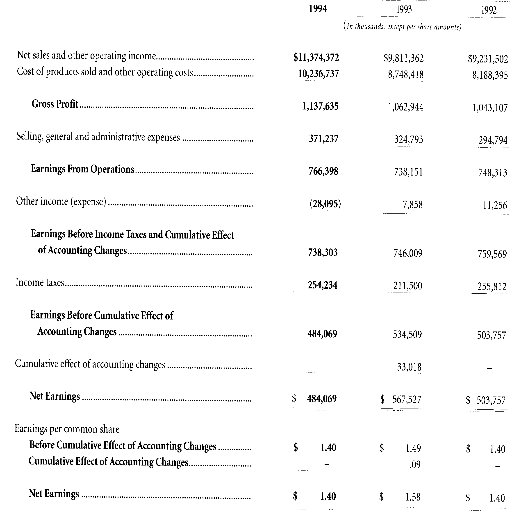 1994 1993 1992
(In thousands, except per share amounts)
Net sales and other operating income $11,374,372 $9,811,362 $9,231,502
Cost of products sold and other operating costs 10,236,737 8,748,418 8,188,395
Gross Profit 1,137,635 1,062,944 1,043,107
Selling, general and administrative expenses 371,237 324,793 294,794
Earnings From Operations 766,398 738,151 748,313
Other income (expense) (28,095) 7,858 11,256
Earnings Before Income Taxes and Cumulative Effect
of Accounting Changes 738,303 746,009 759,569
Income taxes 254,234 211,500 255,812
Earnings Before Cumulative Effect of
Accounting Changes 484,069 534,509 503,757
Cumulative effect of accounting changes – 33,018 –
Net Earnings $ 484,069 $ 567,527 $ 503,757
Earnings per common share
Before Cumulative Effect of Accounting Changes $ 1.40 $ 1.49 $ 1.40
Cumulative Effect of Accounting Changes – .09 –
Net Earnings $ 1.40 $ 1.58 $ 1.40